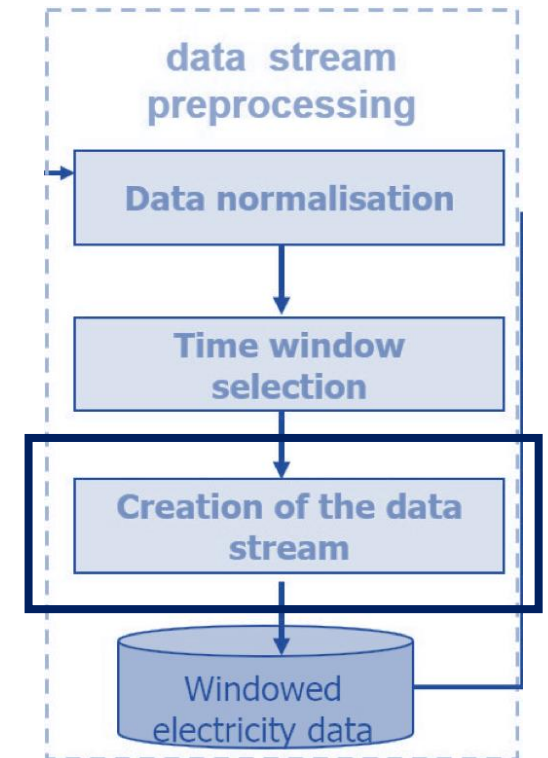 data stream
preprocessing
Data normalisation
Time window
selection
Creation of the data
stream
Windowed
electricity data